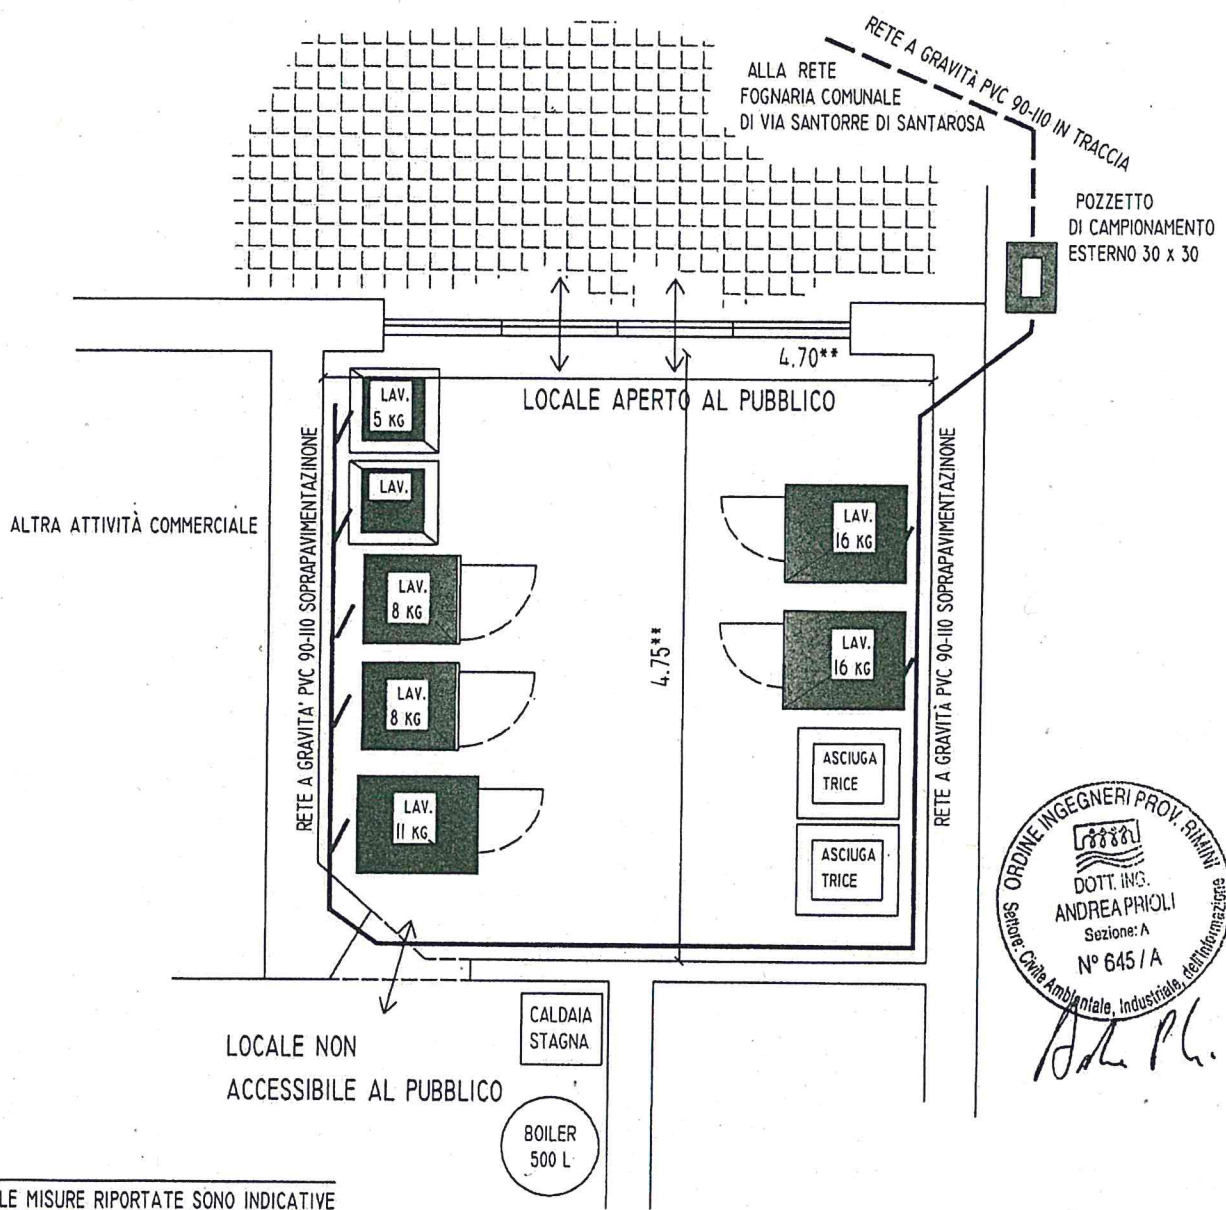 RETE A GRAVITÀ PVC 90-110 IN TRACCIA
ALLA RETE
FOGNARIA COMUNALE
DI VIA SANTORRE DI SANTAROSA
POZZETTO
DI CAMPIONAMENTO
ESTERNO 30 x 30
4.70**
LOCALE APERTO AL PUBBLICO
LAV.
5 KG
LAV.
LAV.
8 KG
LAV.
8 KG
LAV.
11 KG
ALTRA ATTIVITÀ COMMERCIALE
RETE A GRAVITA' PVC 90-110 SOPRAPAVIMENTAZINONE
4.75**
LAV.
16 KG
LAV.
16 KG
ASCIUGA
TRICE
ASCIUGA
TRICE
RETE A GRAVITÀ PVC 90-110 SOPRAPAVIMENTAZINONE
ORDINE INGEGNERI PROV. RIMINI
DOTT. ING.
ANDREA PRIOLI
Sezione: A
N° 645 / A
Settore: Civile Ambientale, Industriale, dell'Informazione
LOCALE NON
ACCESSIBILE AL PUBBLICO
CALDAIA
STAGNA
BOILER
500 L
LE MISURE RIPORTATE SONO INDICATIVE